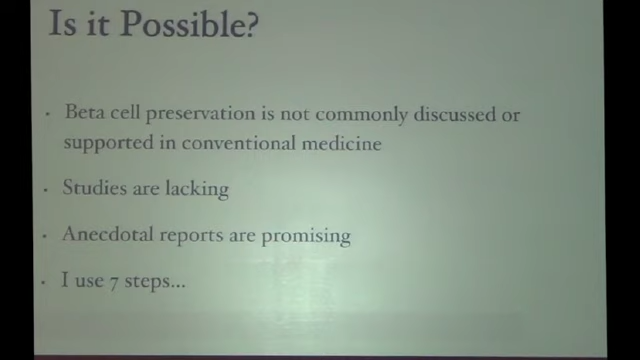 Is it Possible?
• Beta cell preservation is not commonly discussed or
supported in conventional medicine
• Studies are lacking
• Anecdotal reports are promising
• I use 7 steps...